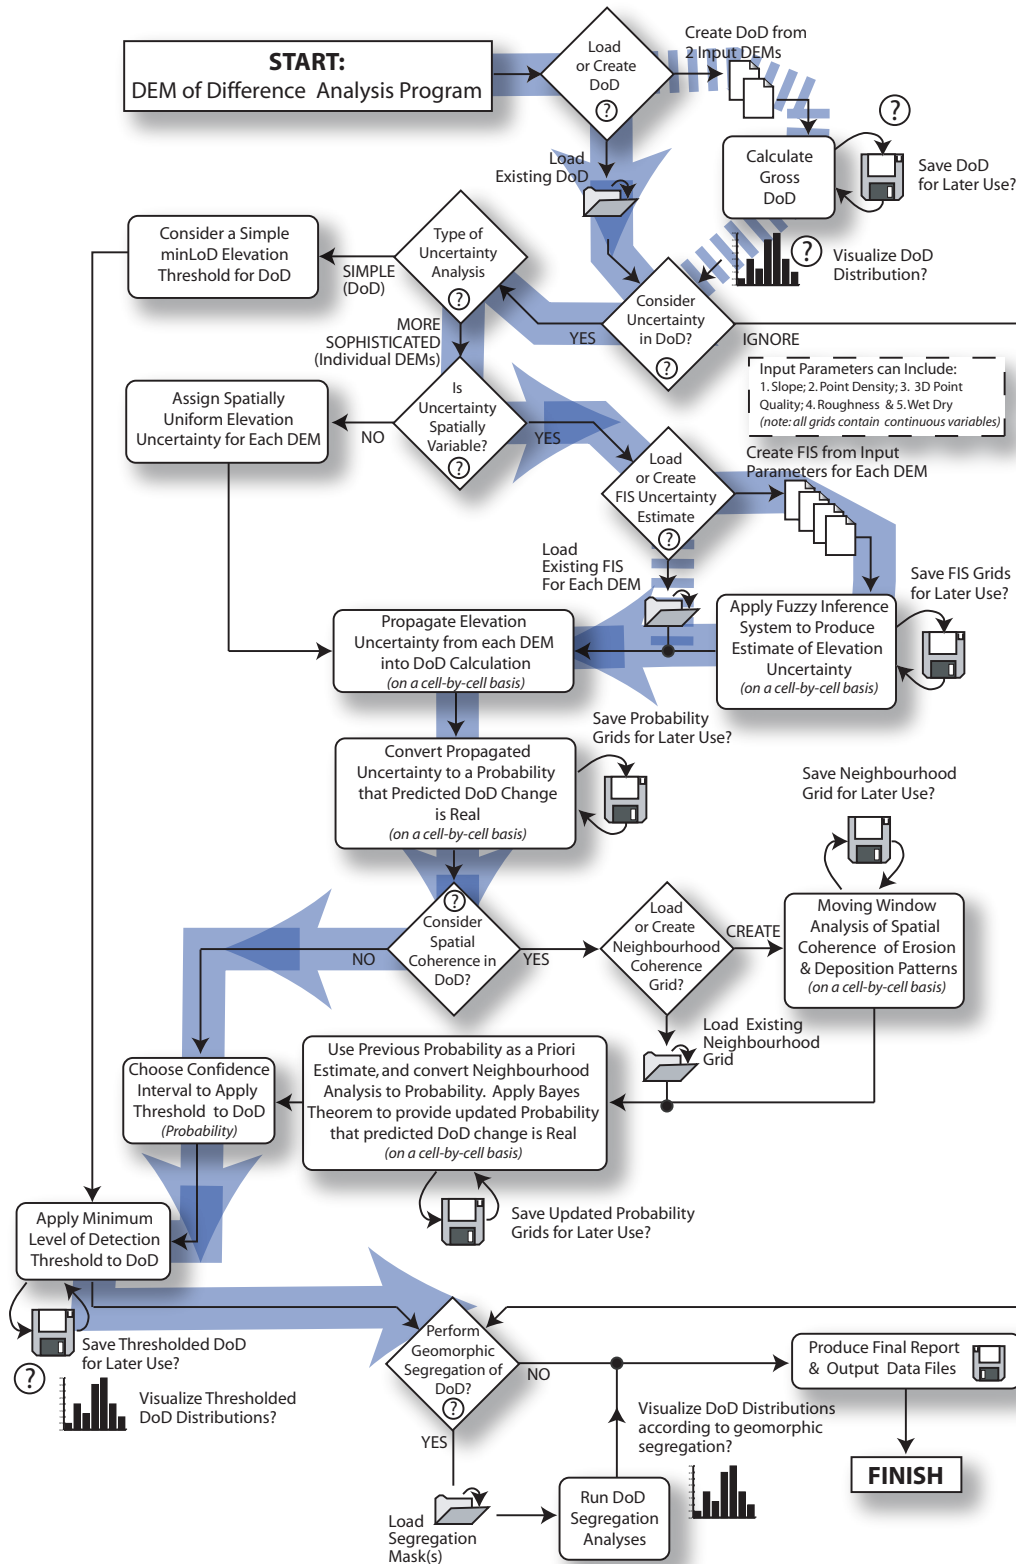 START:
DEM of Difference Analysis Program
Load
or Create
DoD
?
Create DoD from
2 Input DEMs
Load
Existing DoD
Calculate
Gross
DoD
?
Save DoD
for Later Use?
?
Visualize DoD
Distribution?
Consider a Simple
minLoD Elevation
Threshold for DoD
SIMPLE
(DoD)
Type of
Uncertainty
Analysis
?
YES
Consider
Uncertainty
in DoD?
?
IGNORE
MORE
SOPHISTICATED
(Individual DEMs)
Input Parameters can Include:
1. Slope; 2. Point Density; 3. 3D Point
Quality; 4. Roughness & 5. Wet Dry
(note: all grids contain continuous variables)
Assign Spatially
Uniform Elevation
Uncertainty for Each DEM
NO
Is
Uncertainty
Spatially
Variable?
?
YES
Load
or Create
FIS Uncertainty
Estimate
?
Create FIS from Input
Parameters for Each DEM
Load
Existing FIS
For Each DEM
Save FIS Grids
for Later Use?
Propagate Elevation
Uncertainty from each DEM
into DoD Calculation
(on a cell-by-cell basis)
Apply Fuzzy Inference
System to Produce
Estimate of Elevation
Uncertainty
(on a cell-by-cell basis)
Save Probability
Grids for Later Use?
Convert Propagated
Uncertainty to a Probability
that Predicted DoD Change
is Real
(on a cell-by-cell basis)
Save Neighbourhood
Grid for Later Use?
?
Consider
Spatial
Coherence in
DoD?
NO
YES
Load
or Create
Neighbourhood
Coherence
Grid?
CREATE
Moving Window
Analysis of Spatial
Coherence of Erosion
& Deposition Patterns
(on a cell-by-cell basis)
Load Existing
Neighbourhood
Grid
Choose Confidence
Interval to Apply
Threshold to DoD
(Probability)
Use Previous Probability as a Priori
Estimate, and convert Neighbourhood
Analysis to Probability. Apply Bayes
Theorem to provide updated Probability
that predicted DoD change is Real
(on a cell-by-cell basis)
Save Updated Probability
Grids for Later Use?
Apply Minimum
Level of Detection
Threshold to DoD
Save Thresholded DoD
for Later Use?
?
Visualize Thresholded
DoD Distributions?
Perform
Geomorphic
Segregation of
DoD?
?
NO
YES
Produce Final Report
& Output Data Files
Visualize DoD Distributions
according to geomorphic
segregation?
FINISH
Load
Segregation
Mask(s)
Run DoD
Segregation
Analyses